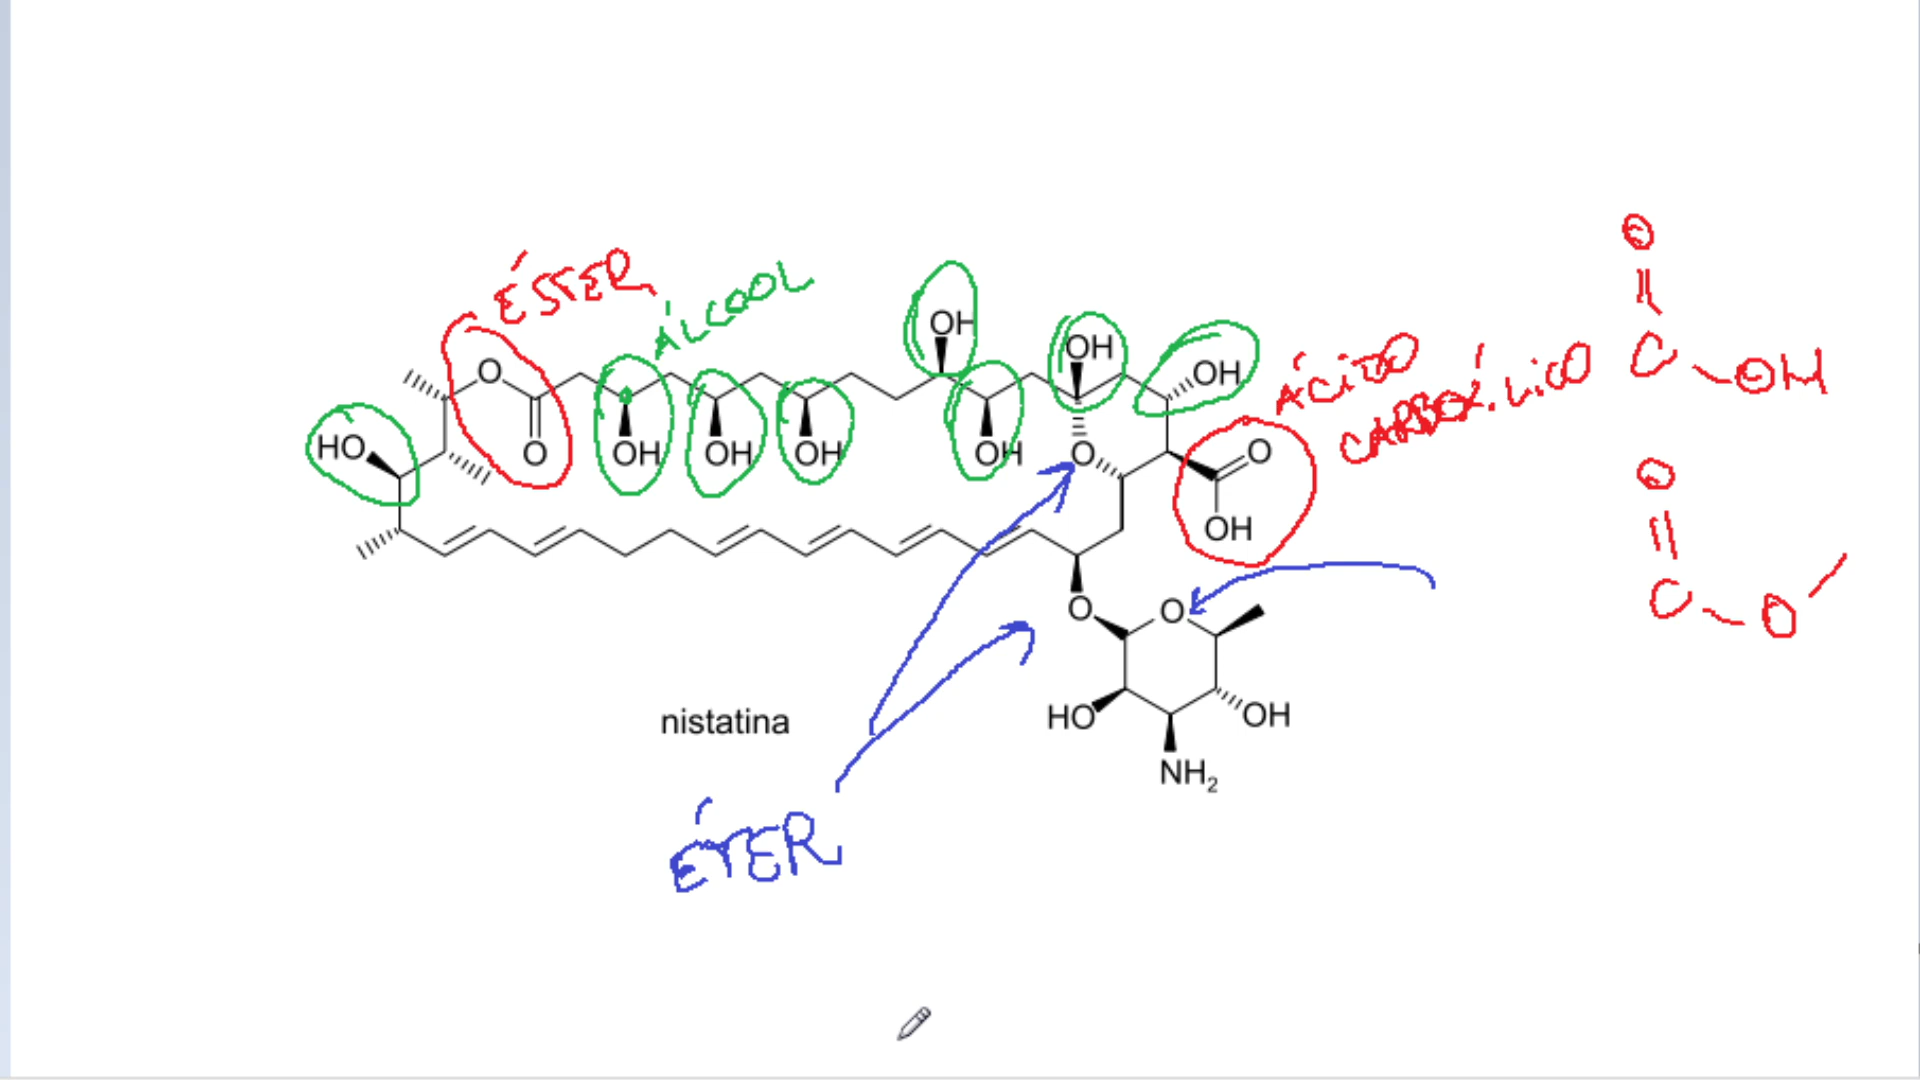 ÉSTER
ÁLCOOL
O
OH
OH
OH
O
C
OH
ÁCIDO
CARBOXÍLICO
HO
O
O
OH
OH
OH
OH
O
O
OH
O
C
O
O
O
HO
OH
NH2
nistatina
ÉTER